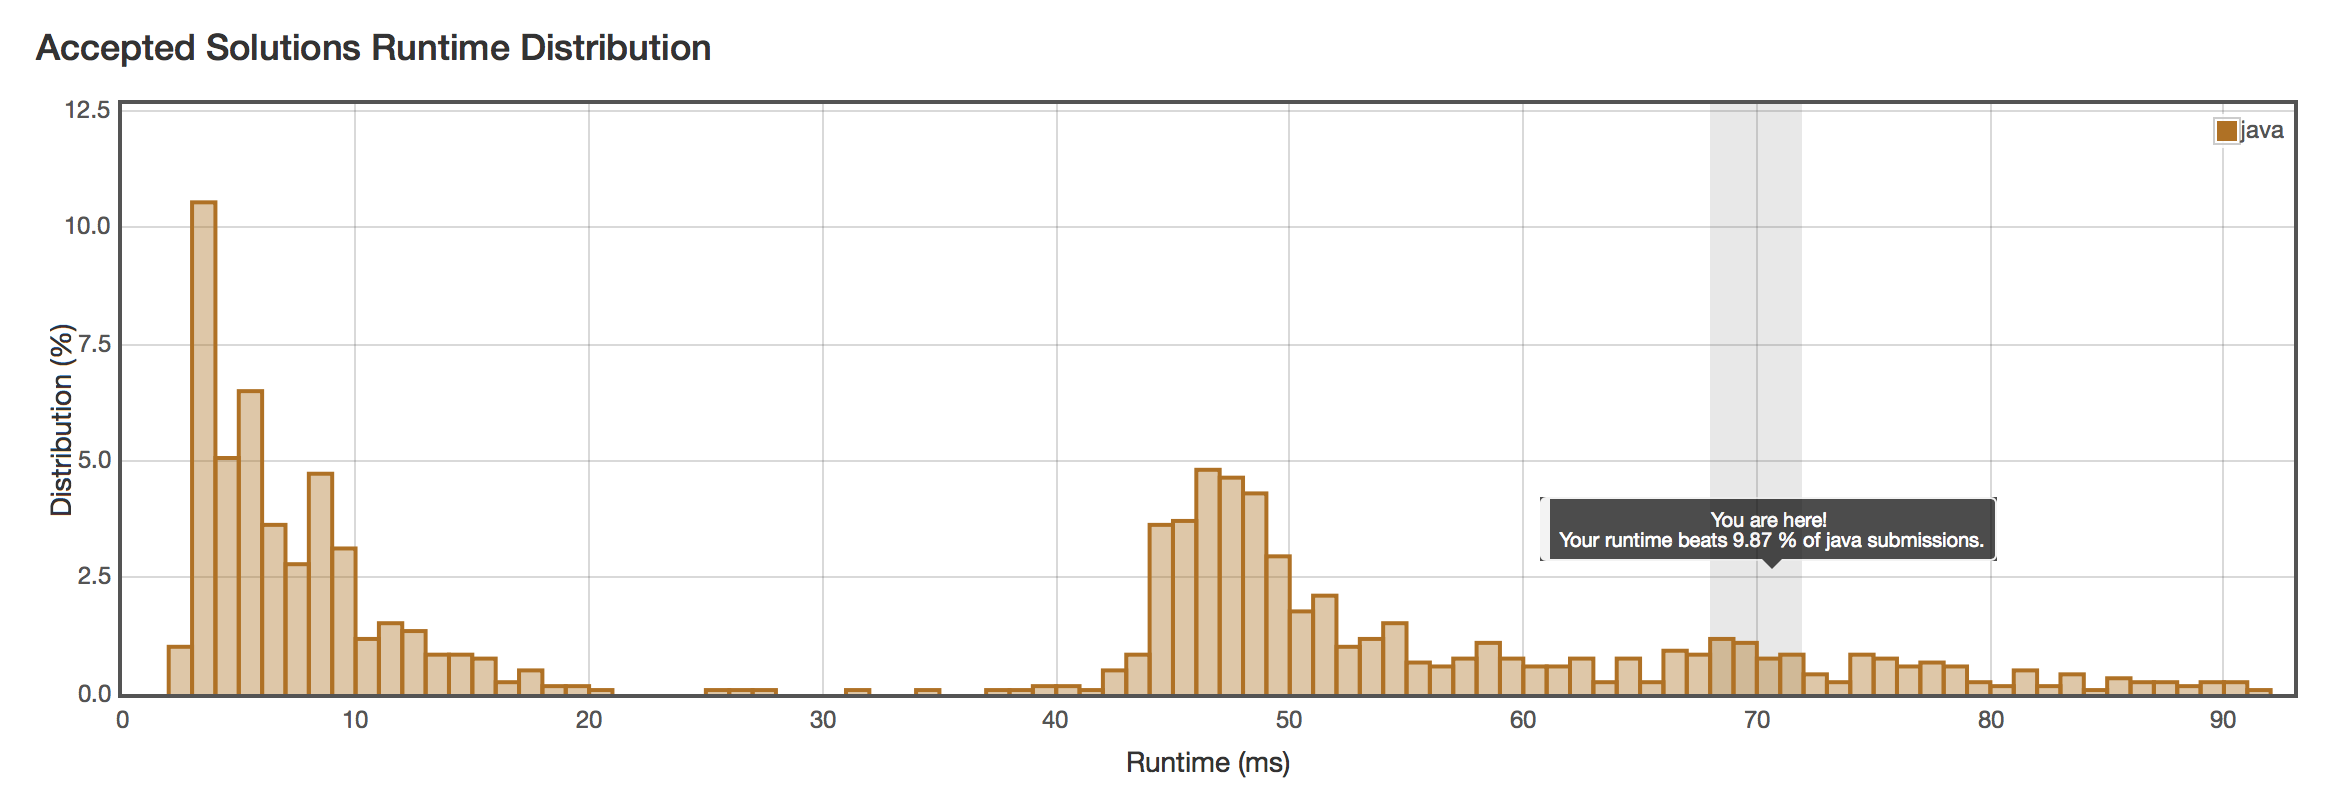 Accepted Solutions Runtime Distribution
12.5
java
10.0
7.5
Distribution (%)
5.0
You are here!
Your runtime beats 9.87 % of java submissions.
2.5
0.0
0 10 20 30 40 50 60 70 80 90
Runtime (ms)